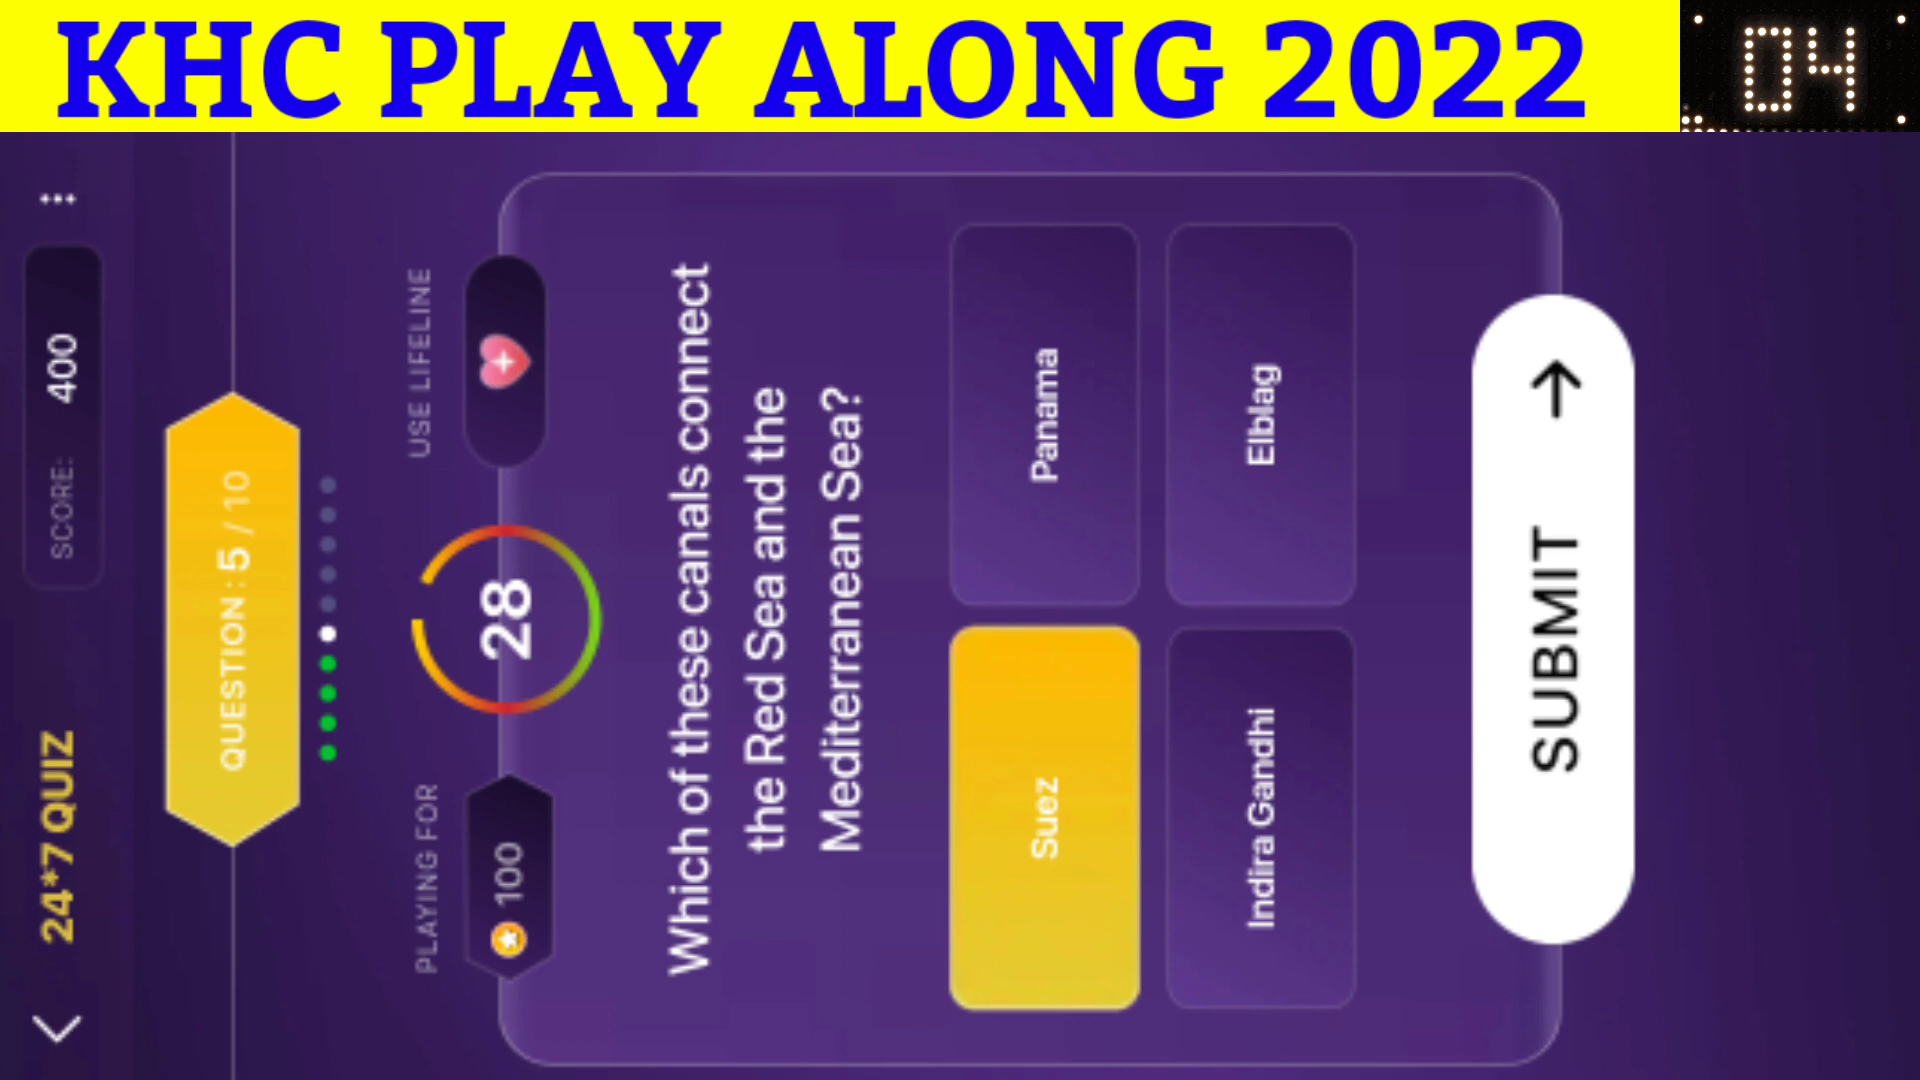 KHC PLAY ALONG 2022
04
24*7 QUIZ
SCORE: 400
QUESTION : 5 / 10
PLAYING FOR
100
28
USE LIFELINE
Which of these canals connect
the Red Sea and the
Mediterranean Sea?
Suez
Panama
Indira Gandhi
Elblag
SUBMIT